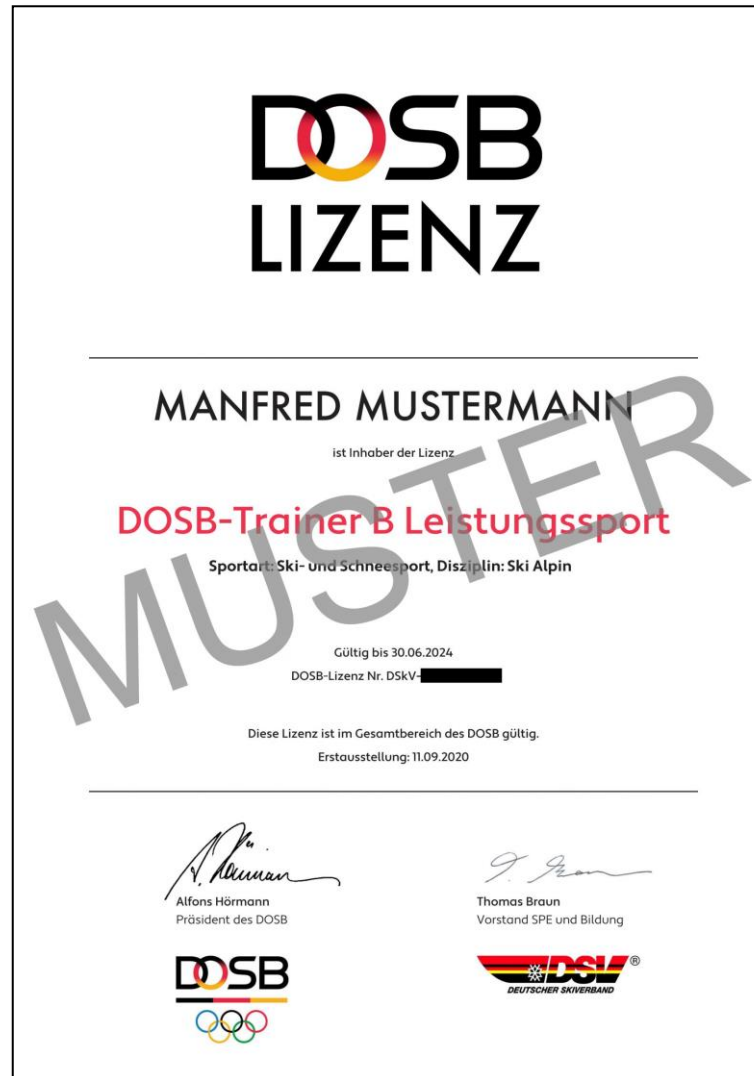 DOSB
LIZENZ
MANFRED MUSTERMANN
ist Inhaber der Lizenz
DOSB-Trainer B Leistungssport
Sportart: Ski- und Schneesport, Disziplin: Ski Alpin
MUSTER
Gültig bis 30.06.2024
DOSB-Lizenz Nr. DSkV-
Diese Lizenz ist im Gesamtbereich des DOSB gültig.
Erstausstellung: 11.09.2020
Alfons Hörmann
Präsident des DOSB
Thomas Braun
Vorstand SPE und Bildung
DOSB
DSV®
DEUTSCHER SKIVERBAND